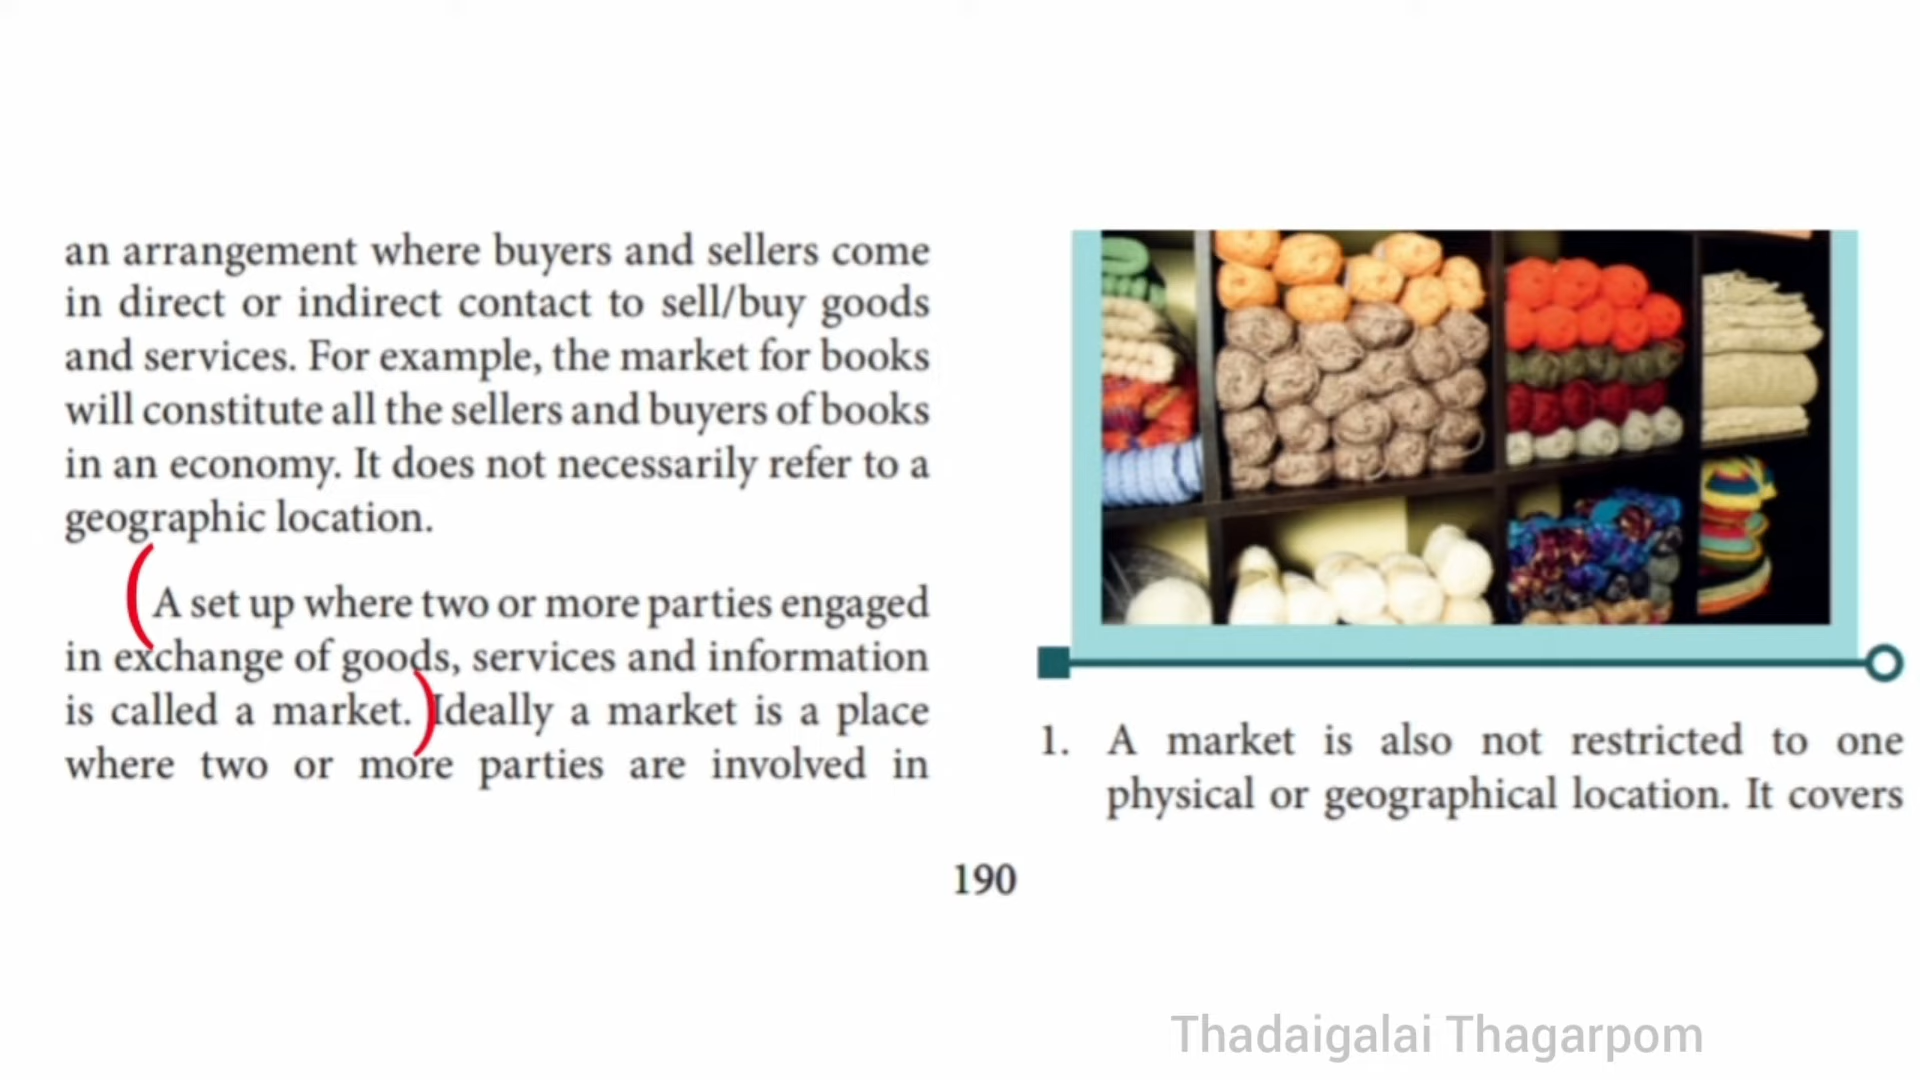 an arrangement where buyers and sellers come
in direct or indirect contact to sell/buy goods
and services. For example, the market for books
will constitute all the sellers and buyers of books
in an economy. It does not necessarily refer to a
geographic location.
A set up where two or more parties engaged
in exchange of goods, services and information
is called a market. Ideally a market is a place
where two or more parties are involved in
1. A market is also not restricted to one
physical or geographical location. It covers
190
Thadaigalai Thagarpom